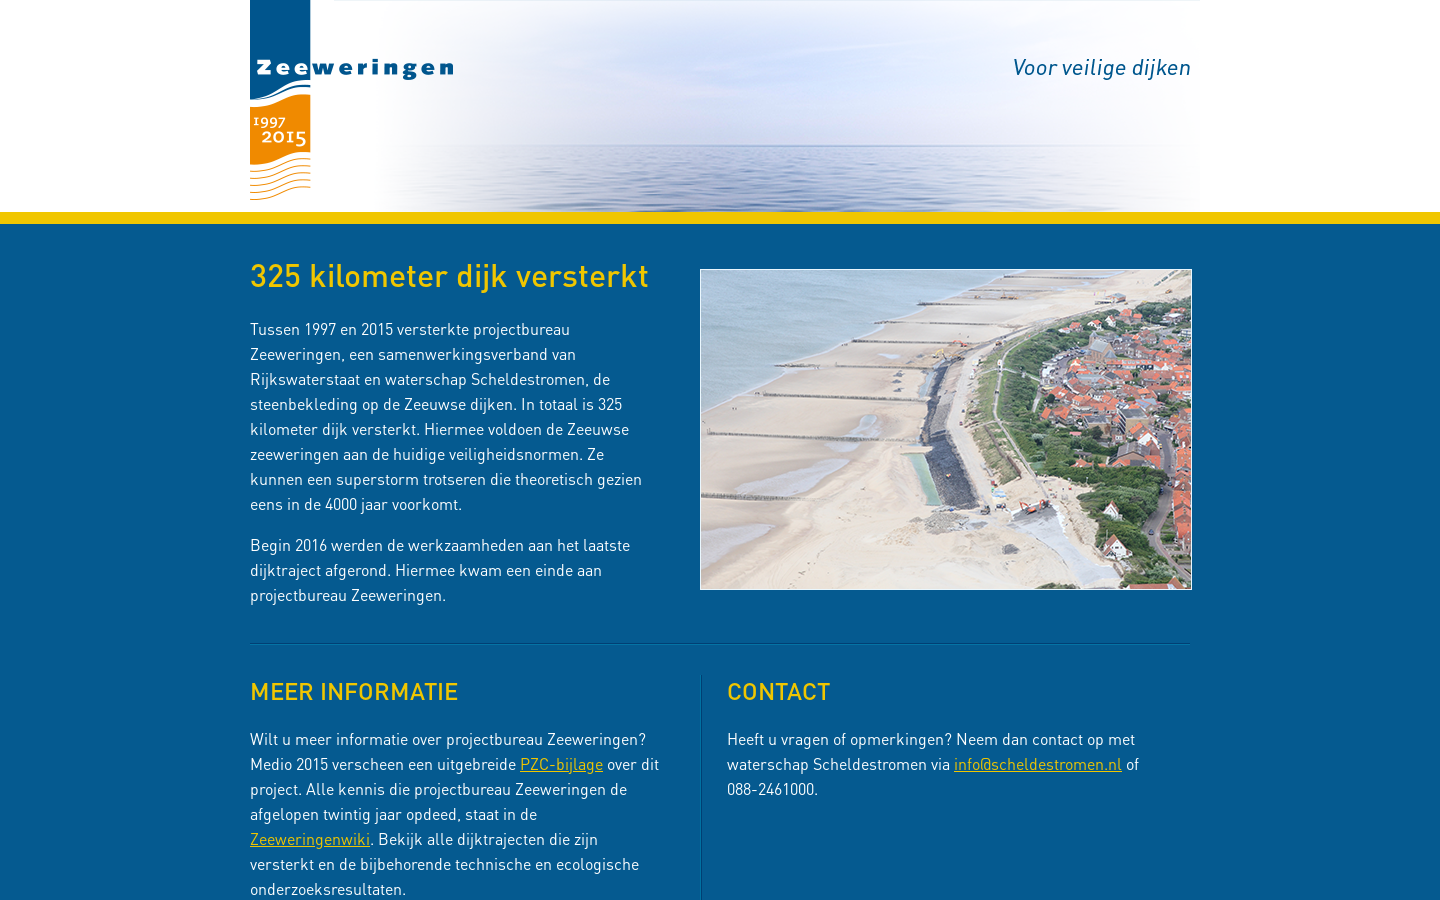 Zeeweringen
Voor veilige dijken
1997
2015
325 kilometer dijk versterkt
Tussen 1997 en 2015 versterkte projectbureau
Zeeweringen, een samenwerkingsverband van
Rijkswaterstaat en waterschap Scheldestromen, de
steenbekleding op de Zeeuwse dijken. In totaal is 325
kilometer dijk versterkt. Hiermee voldoen de Zeeuwse
zeeweringen aan de huidige veiligheidsnormen. Ze
kunnen een superstorm trotseren die theoretisch gezien
eens in de 4000 jaar voorkomt.
Begin 2016 werden de werkzaamheden aan het laatste
dijktraject afgerond. Hiermee kwam een einde aan
projectbureau Zeeweringen.
MEER INFORMATIE
Wilt u meer informatie over projectbureau Zeeweringen?
Medio 2015 verscheen een uitgebreide PZC-bijlage over dit
project. Alle kennis die projectbureau Zeeweringen de
afgelopen twintig jaar opdeed, staat in de
Zeeweringenwiki. Bekijk alle dijktrajecten die zijn
versterkt en de bijbehorende technische en ecologische
onderzoeksresultaten.
CONTACT
Heeft u vragen of opmerkingen? Neem dan contact op met
waterschap Scheldestromen via info@scheldestromen.nl of
088-2461000.